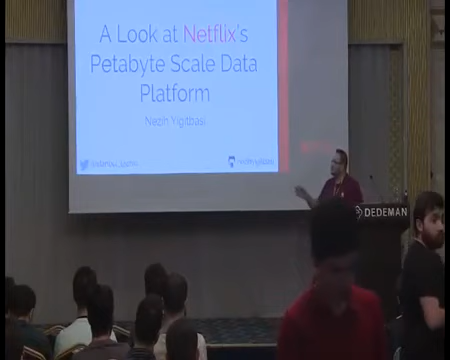 A Look at Netflix's
Petabyte Scale Data
Platform
Nezih Yigitbasi
DEDEMAN